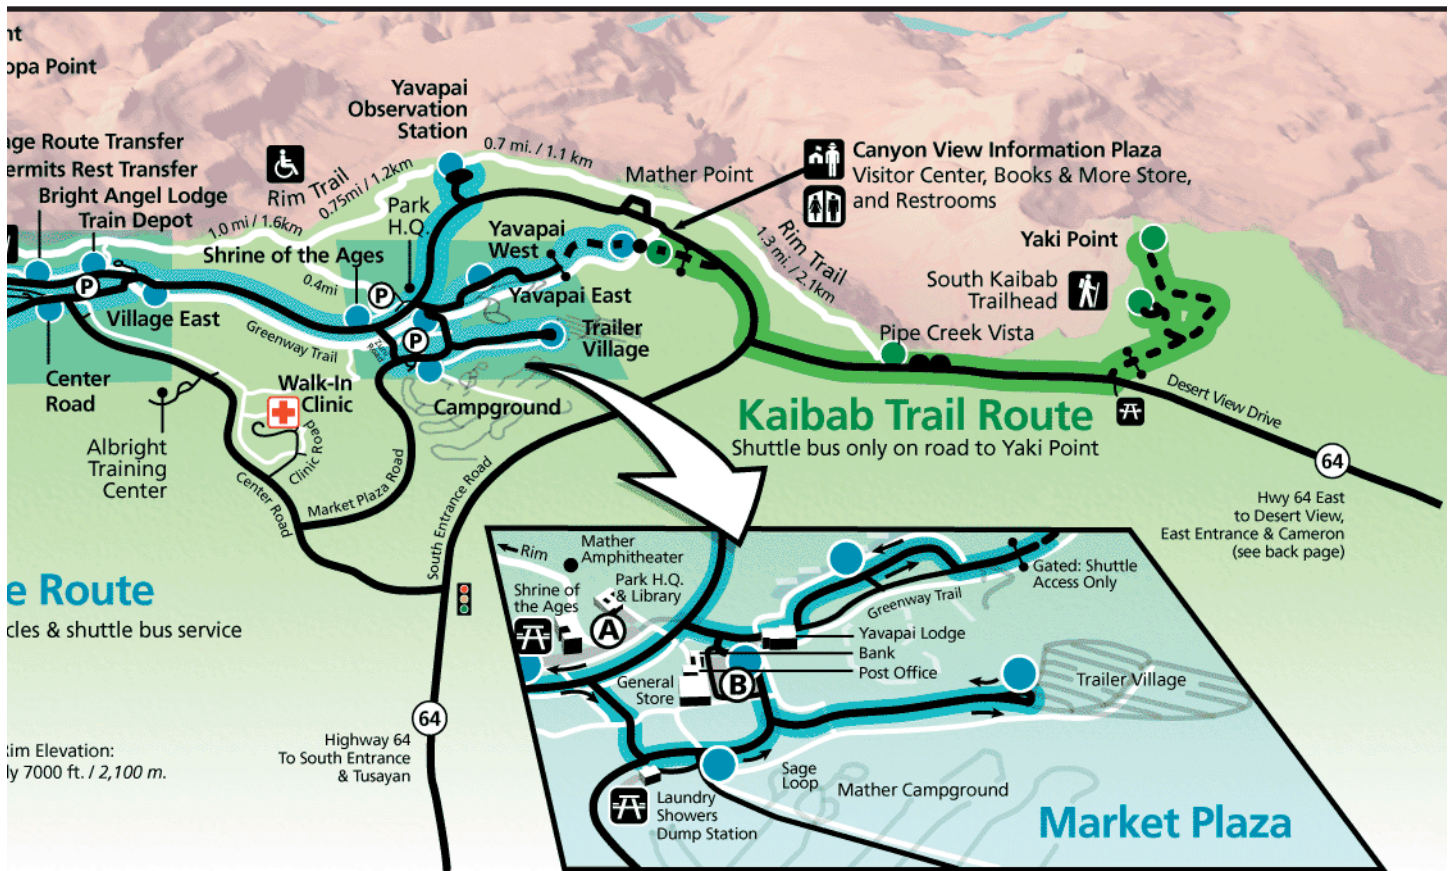 opa Point
Yavapai
Observation
Station
0.7 mi. / 1.1 km
age Route Transfer
ermits Rest Transfer
Bright Angel Lodge
Train Depot
Rim Trail
0.75mi / 1.2km
1.0 mi / 1.6km
Park
H.Q.
Mather Point
Canyon View Information Plaza
Visitor Center, Books & More Store,
and Restrooms
Rim Trail
1.3 mi. / 2.1km
Yaki Point
South Kaibab
Trailhead
Pipe Creek Vista
Shrine of the Ages
0.4mi
Yavapai
West
Yavapai East
P
P
P
Village East
Greenway Trail
Zuni
Road
Trailer
Village
Center
Road
Walk-In
Clinic
Campground
Albright
Training
Center
Clinic Road
Center Road
Market Plaza Road
South Entrance Road
Kaibab Trail Route
Shuttle bus only on road to Yaki Point
Desert View Drive
64
Hwy 64 East
to Desert View,
East Entrance & Cameron
(see back page)
e Route
cles & shuttle bus service
64
Highway 64
To South Entrance
& Tusayan
Rim Elevation:
ly 7000 ft. / 2,100 m.
Rim
Mather
Amphitheater
Shrine of
the Ages
Park H.Q.
& Library
A
Gated: Shuttle
Access Only
Greenway Trail
Yavapai Lodge
Bank
Post Office
General
Store
B
Trailer Village
Sage
Loop
Mather Campground
Laundry
Showers
Dump Station
Market Plaza